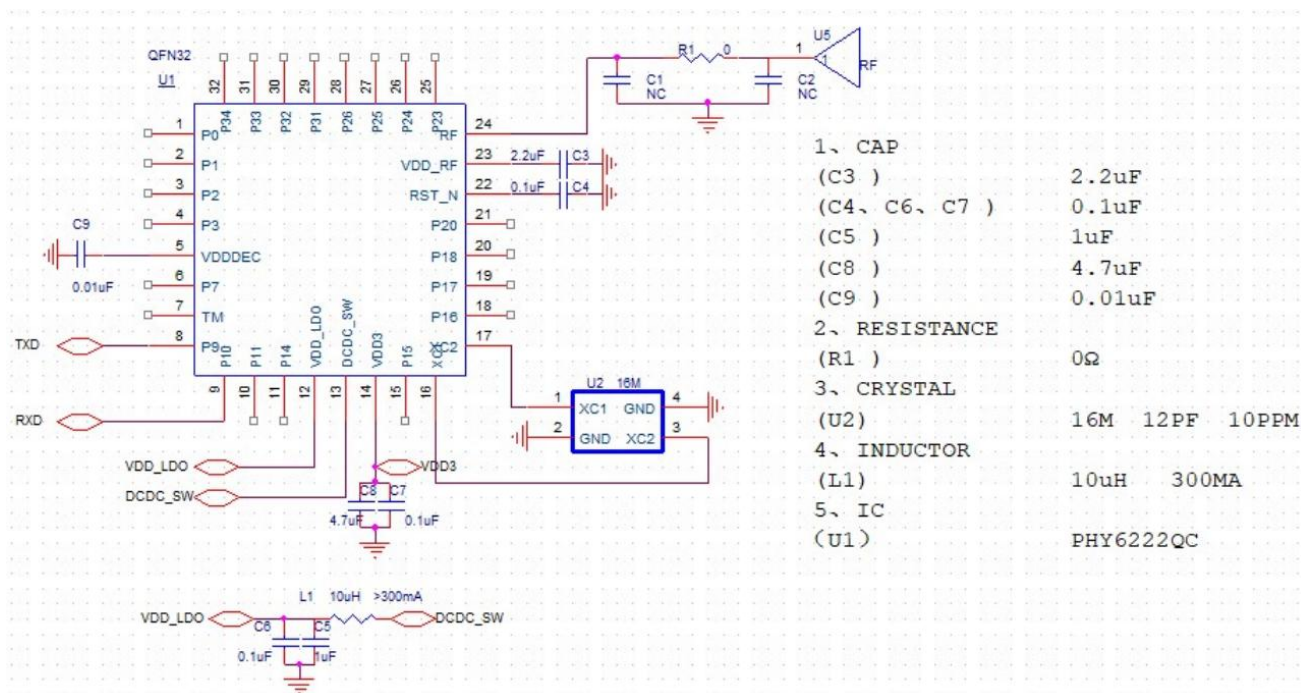 QFN32
U1
32
31
30
29
28
27
26
25
P34
P33
P32
P31
P26
P25
P24
P23
1 P0
2 P1
3 P2
4 P3
5 VDDDEC
6 P7
7 TM
8 P9
C9
0.01uF
TXD
RXD
RF 24
VDD_RF 23
RST_N 22
P20 21
P18 20
P17 19
P16 18
XC2 17
2.2uF C3
0.1uF C4
P10
P11
P14
VDD_LDO
DCDC_SW
VDD3
P15
XC1
9
10
11
12
13
14
15
16
R1 0
C1
NC
C2
NC
U5
1
1
RF
U2 16M
1 XC1 GND 4
2 GND XC2 3
VDD_LDO
DCDC_SW
VDD3
C8 C7
4.7uF 0.1uF
L1 10uH >300mA
VDD_LDO
DCDC_SW
C6 C5
0.1uF 1uF
1、CAP
(C3 ) 2.2uF
(C4、C6、C7 ) 0.1uF
(C5 ) 1uF
(C8 ) 4.7uF
(C9 ) 0.01uF
2、RESISTANCE
(R1 ) 0Ω
3、CRYSTAL
(U2) 16M 12PF 10PPM
4、INDUCTOR
(L1) 10uH 300MA
5、IC
(U1) PHY6222QC